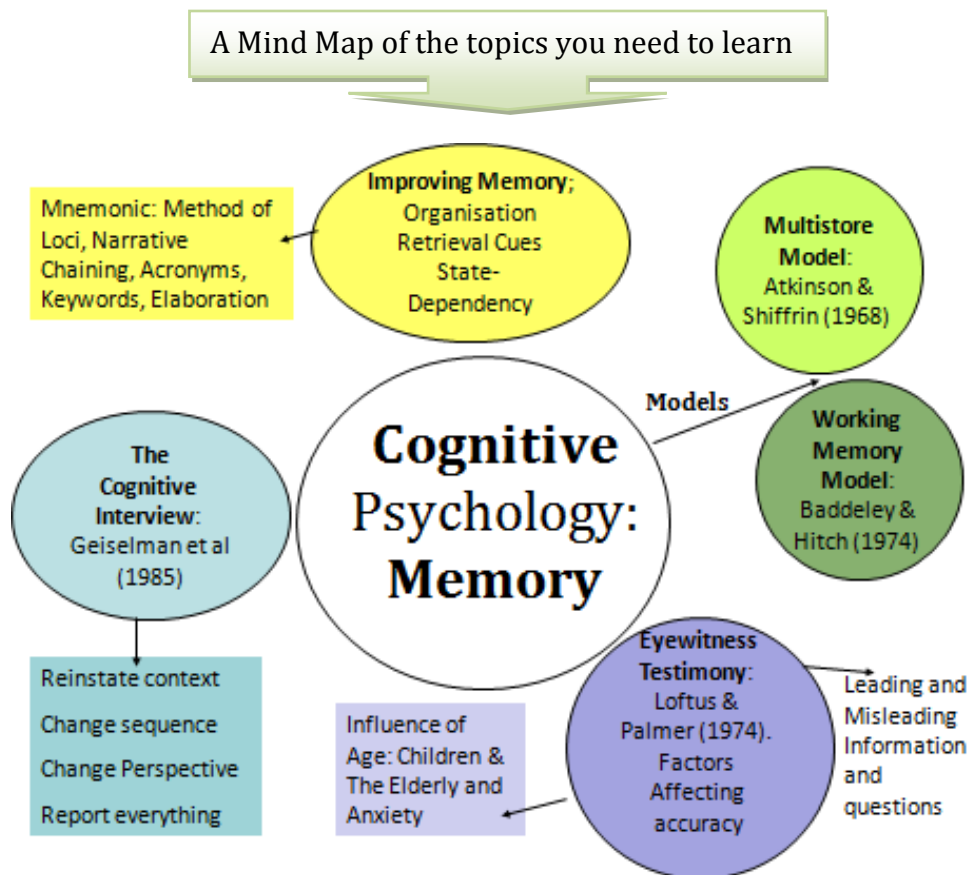 A Mind Map of the topics you need to learn
Improving Memory;
Organisation
Retrieval Cues
State-
Dependency
Mnemonic: Method of
Loci, Narrative
Chaining, Acronyms,
Keywords, Elaboration
Multistore
Model:
Atkinson &
Shiffrin (1968)
Models
Working
Memory
Model:
Baddeley &
Hitch (1974)
Cognitive
Psychology:
Memory
The
Cognitive
Interview:
Geiselman et al
(1985)
Reinstate context
Change sequence
Change Perspective
Report everything
Eyewitness
Testimony:
Loftus &
Palmer (1974).
Factors
Affecting
accuracy
Influence of
Age: Children &
The Elderly and
Anxiety
Leading and
Misleading
Information
and
questions